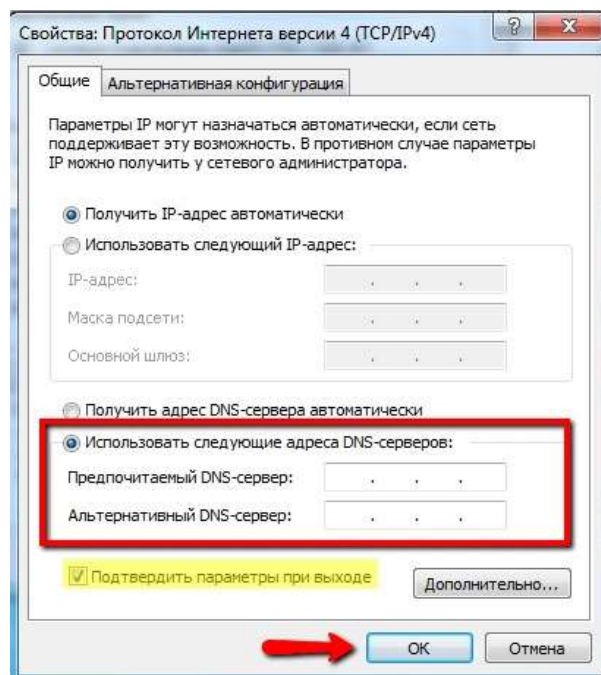 Свойства: Протокол Интернета версии 4 (TCP/IPv4)
Общие
Альтернативная конфигурация
Параметры IP могут назначаться автоматически, если сеть
поддерживает эту возможность. В противном случае параметры
IP можно получить у сетевого администратора.
Получить IP-адрес автоматически
Использовать следующий IP-адрес:
IP-адрес:
Маска подсети:
Основной шлюз:
Получить адрес DNS-сервера автоматически
Использовать следующие адреса DNS-серверов:
Предпочитаемый DNS-сервер:
Альтернативный DNS-сервер:
Подтвердить параметры при выходе
Дополнительно...
ОК
Отмена